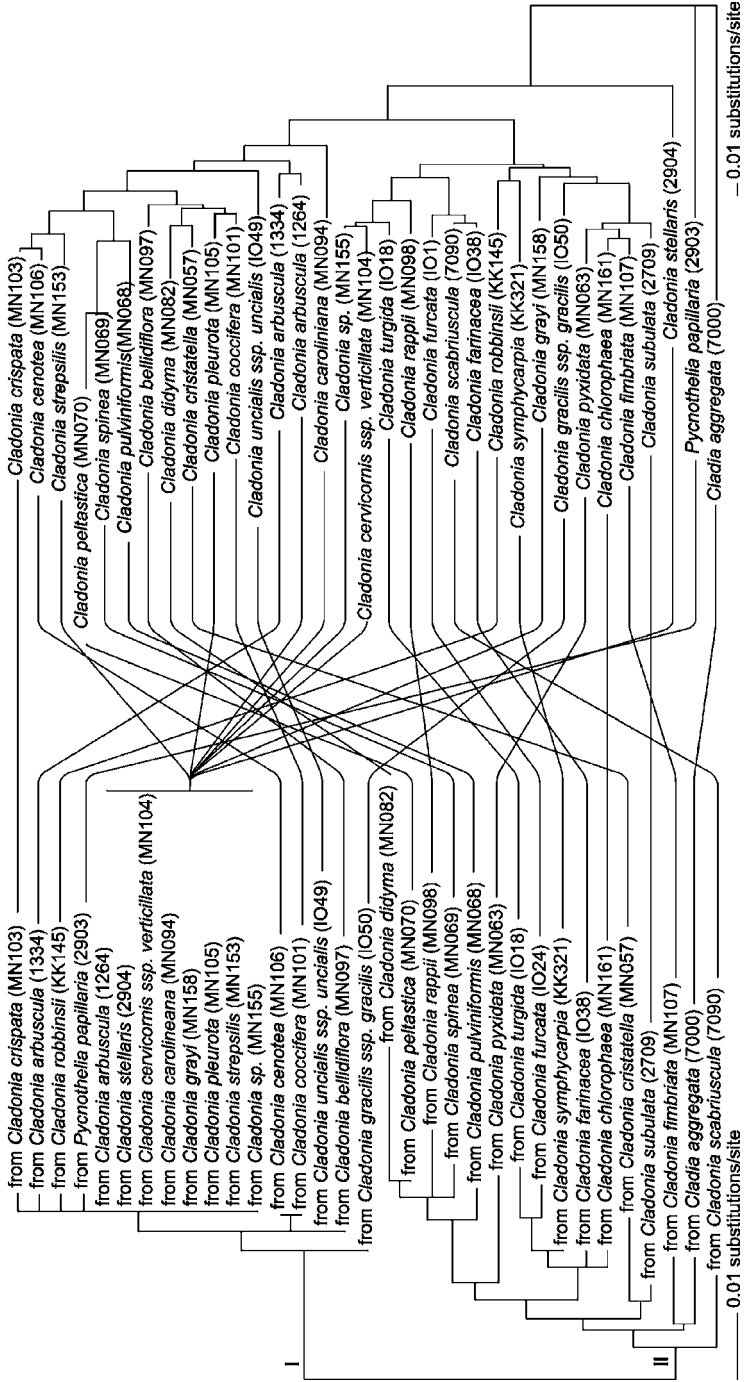 from Cladonia crispata (MN103)
from Cladonia arbuscula (1334)
from Cladonia robbinsii (KK145)
from Pycnothelia papillaria (2903)
from Cladonia arbuscula (1264)
from Cladonia stellaris (2904)
from Cladonia cervicornis ssp. verticillata (MN104)
from Cladonia carolineana (MN094)
from Cladonia grayi (MN158)
from Cladonia pleurota (MN105)
from Cladonia strepsilis (MN153)
from Cladonia sp. (MN155)
from Cladonia cenotea (MN106)
from Cladonia coccifera (MN101)
from Cladonia uncialis ssp. uncialis (IO49)
from Cladonia bellidiflora (MN097)
from Cladonia gracilis ssp. gracilis (IO50)
from Cladonia didyma (MN082)
from Cladonia peltastica (MN070)
from Cladonia rappii (MN098)
from Cladonia spinea (MN069)
from Cladonia pulviniformis (MN068)
from Cladonia pyxidata (MN063)
from Cladonia turgida (IO18)
from Cladonia furcata (IO24)
from Cladonia symphycarpia (KK321)
from Cladonia farinacea (IO38)
from Cladonia chlorophaea (MN161)
from Cladonia cristatella (MN057)
from Cladonia subulata (2709)
from Cladonia fimbriata (MN107)
from Cladia aggregata (7000)
from Cladonia scabriuscula (7090)
I
II
0.01 substitutions/site
Cladonia crispata (MN103)
Cladonia cenotea (MN106)
Cladonia strepsilis (MN153)
Cladonia peltastica (MN070)
Cladonia spinea (MN069)
Cladonia pulviniformis(MN068)
Cladonia bellidiflora (MN097)
Cladonia didyma (MN082)
Cladonia cristatella (MN057)
Cladonia pleurota (MN105)
Cladonia coccifera (MN101)
Cladonia uncialis ssp. uncialis (IO49)
Cladonia arbuscula (1334)
Cladonia arbuscula (1264)
Cladonia caroliniana (MN094)
Cladonia sp. (MN155)
Cladonia cervicornis ssp. verticillata (MN104)
Cladonia turgida (IO18)
Cladonia rappii (MN098)
Cladonia furcata (IO1)
Cladonia scabriuscula (7090)
Cladonia farinacea (IO38)
Cladonia robbinsii (KK145)
Cladonia symphycarpia (KK321)
Cladonia grayi (MN158)
Cladonia gracilis ssp. gracilis (IO50)
Cladonia pyxidata (MN063)
Cladonia chlorophaea (MN161)
Cladonia fimbriata (MN107)
Cladonia subulata (2709)
Cladonia stellaris (2904)
Pycnothelia papillaria (2903)
Cladia aggregata (7000)
0.01 substitutions/site